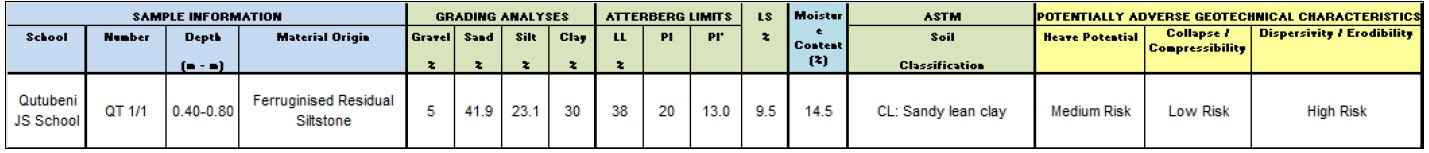 SAMPLE INFORMATION GRADING ANALYSES ATTERBERG LIMITS LS Moistur ASTM POTENTIALLY ADVERSE GEOTECHNICAL CHARACTERISTICS
School Number Depth Material Origin Gravel Sand Silt Clay LL PI PI' % e Soil Heave Potential Collapse / Dispersivity / Erodibility
Content Compressibility
(m - m) % % % % % (%) Classification
Qutubeni QT 1/1 0.40-0.80 Ferruginised Residual 5 41.9 23.1 30 38 20 13.0 9.5 14.5 CL: Sandy lean clay Medium Risk Low Risk High Risk
JS School Siltstone